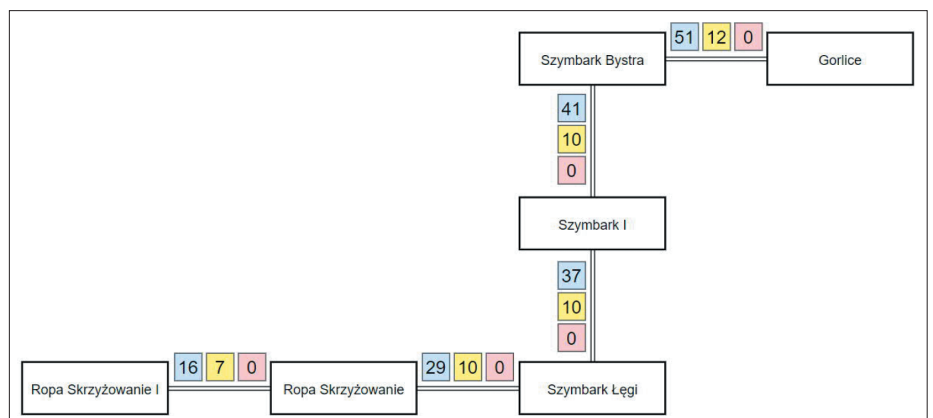 51 12 0
Szymbark Bystra
Gorlice
41
10
0
Szymbark I
37
10
0
16 7 0
29 10 0
Ropa Skrzyżowanie I
Ropa Skrzyżowanie
Szymbark Łęgi